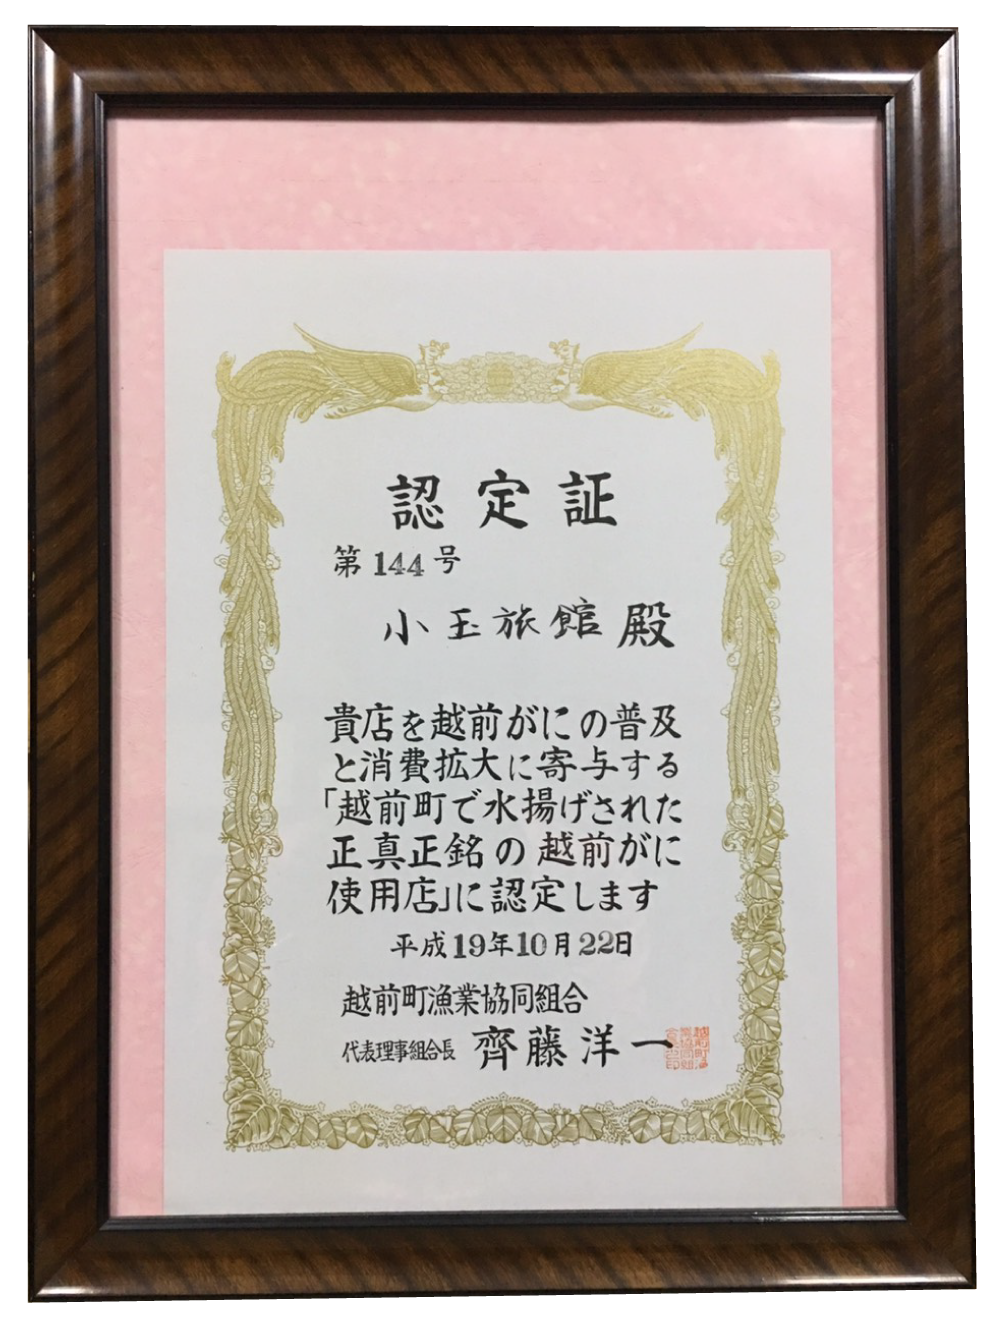 認定証
第144号
小玉旅館殿
貴店を越前がにの普及
と消費拡大に寄与する
「越前町で水揚げされた
正真正銘の越前がに
使用店」に認定します
平成19年10月22日
越前町漁業協同組合
代表理事組合長 齊藤洋一